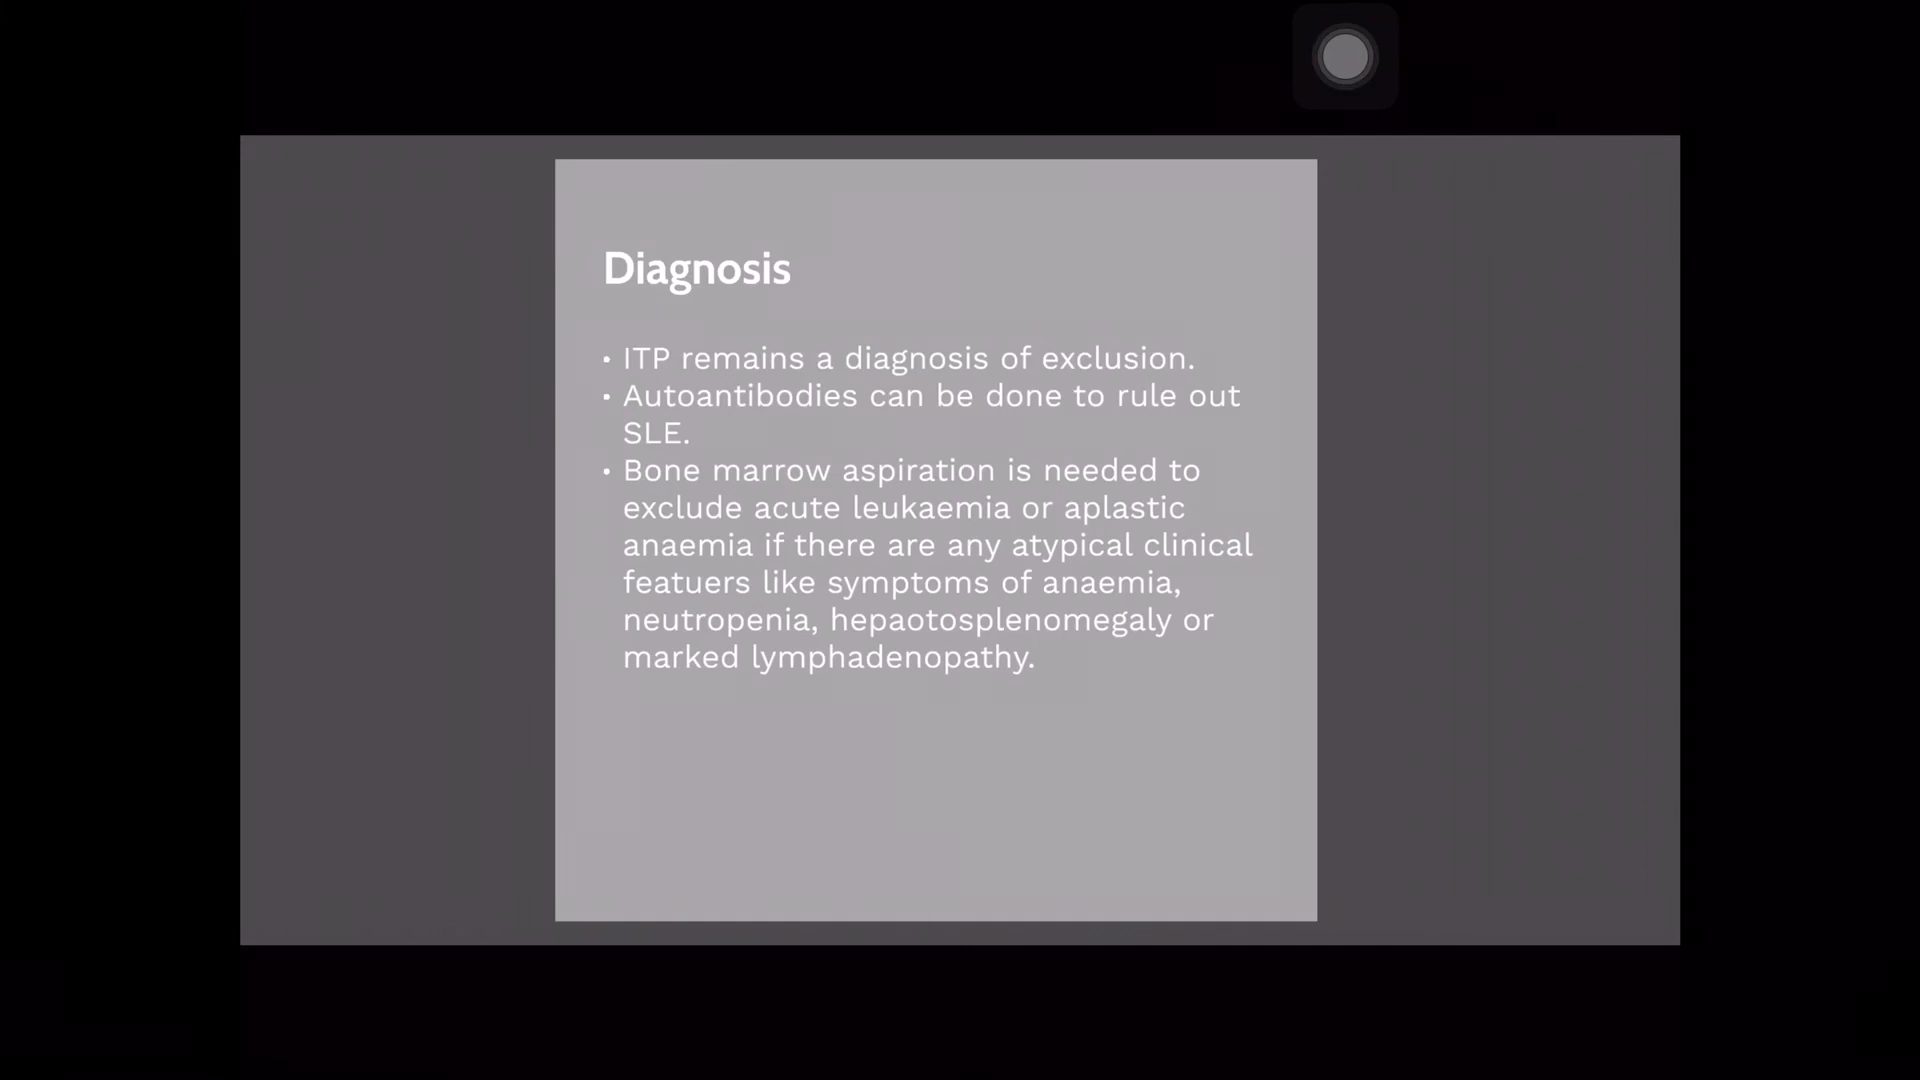 Diagnosis
• ITP remains a diagnosis of exclusion.
• Autoantibodies can be done to rule out
SLE.
• Bone marrow aspiration is needed to
exclude acute leukaemia or aplastic
anaemia if there are any atypical clinical
featuers like symptoms of anaemia,
neutropenia, hepaotosplenomegaly or
marked lymphadenopathy.